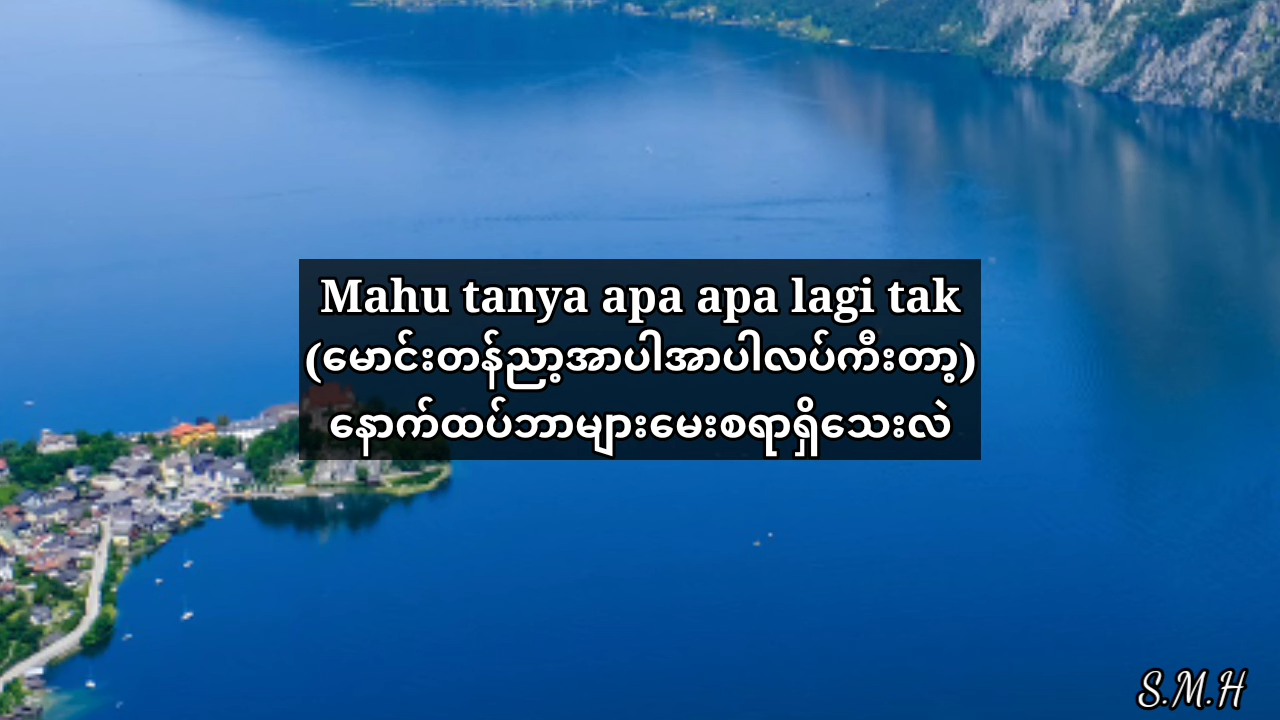 Mahu tanya apa apa lagi tak
(မောင်းတန်ညာ့အာပါအာပါလပ်ကီးတာ့)
နောက်ထပ်ဘာများမေးစရာရှိသေးလဲ
S.M.H